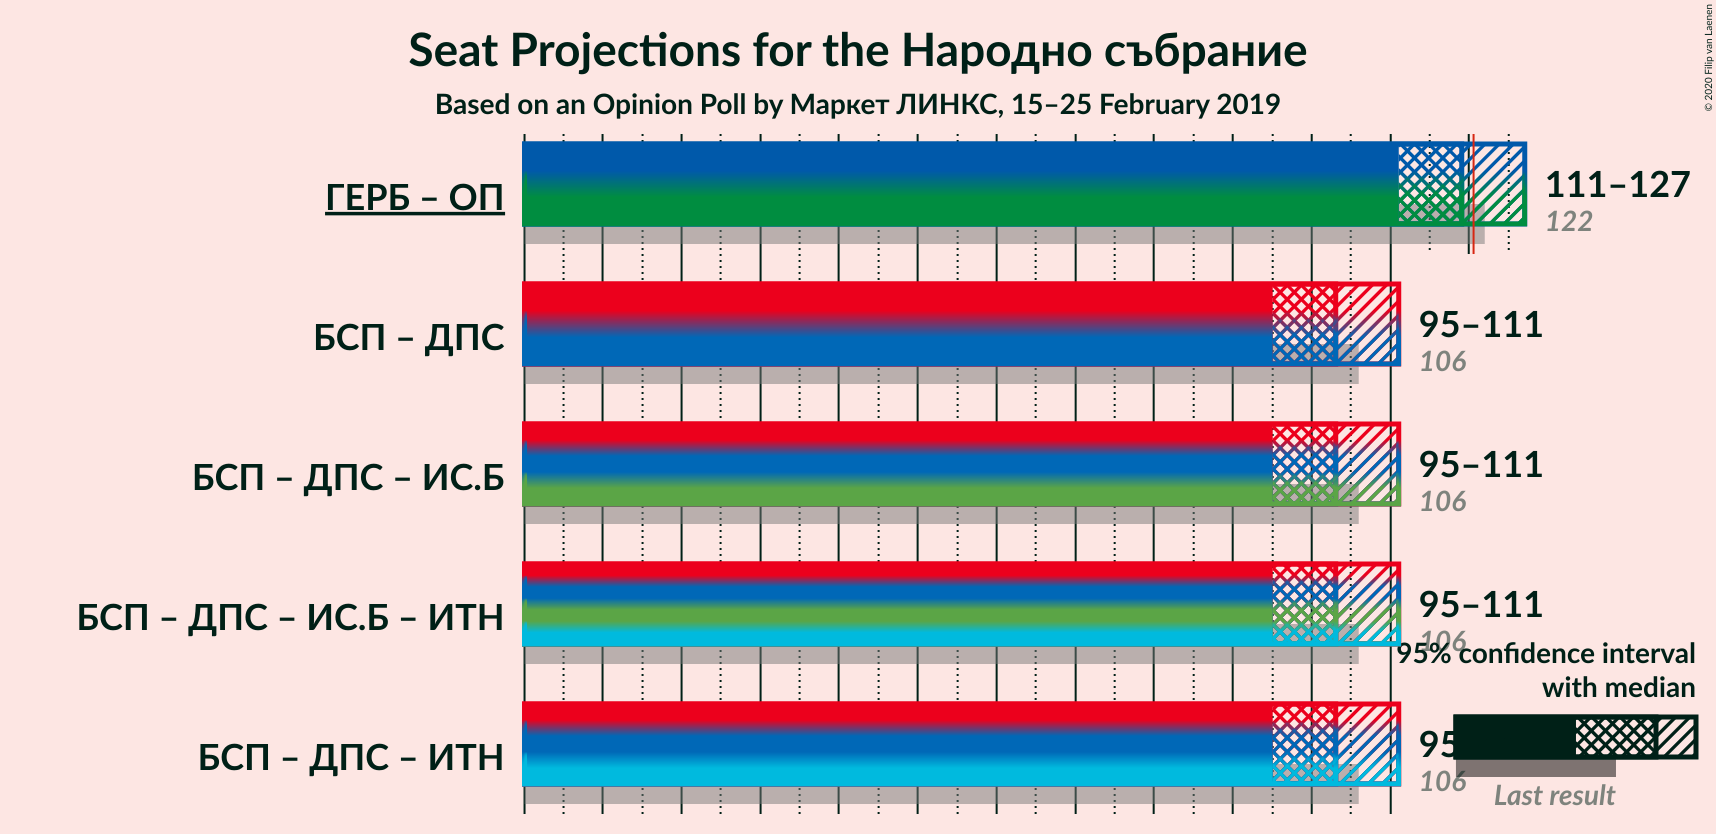 Seat Projections for the Народно събрание
Based on an Opinion Poll by Маркет ЛИНКС, 15–25 February 2019
© 2020 Filip van Laenen
ГЕРБ – ОП
111–127
122
БСП – ДПС
95–111
106
БСП – ДПС – ИС.Б
95–111
106
БСП – ДПС – ИС.Б – ИТН
95–111
106
95% confidence interval
with median
БСП – ДПС – ИТН
95
106
Last result